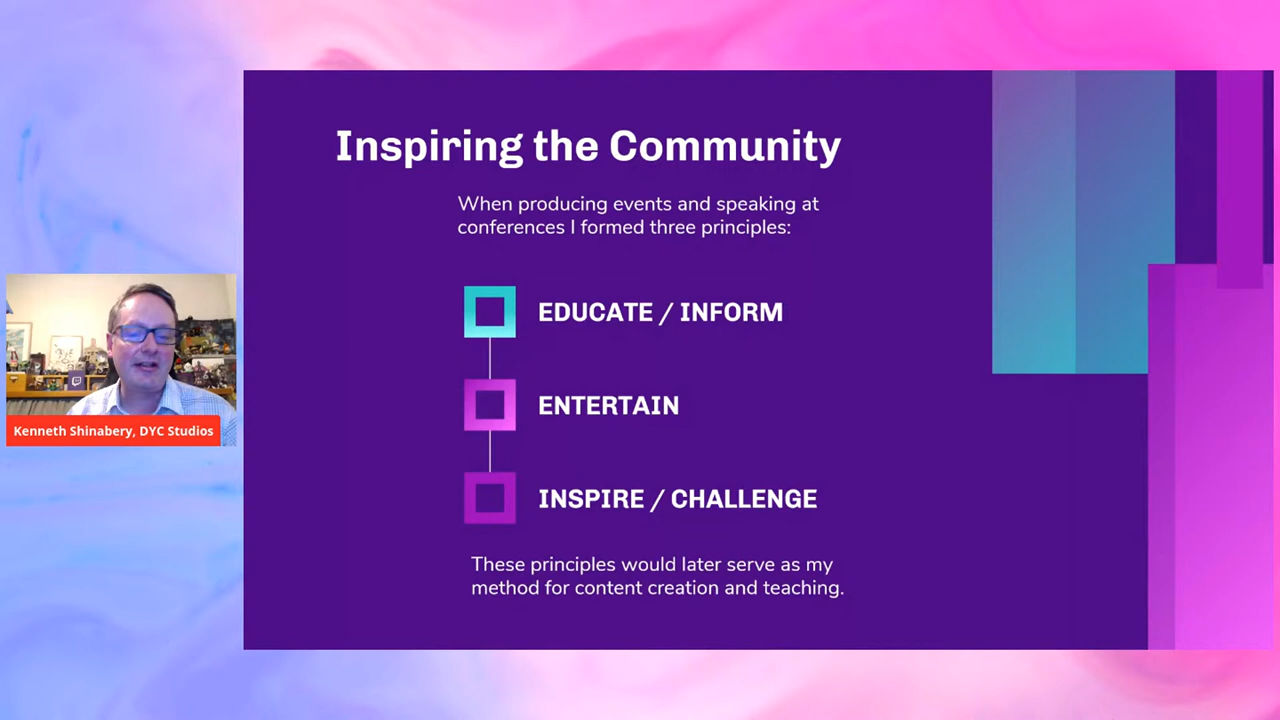 Inspiring the Community
When producing events and speaking at
conferences I formed three principles:
EDUCATE / INFORM
ENTERTAIN
INSPIRE / CHALLENGE
These principles would later serve as my
method for content creation and teaching.
Kenneth Shinabery, DYC Studios